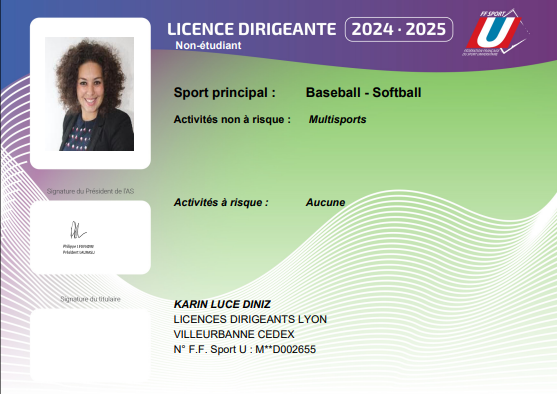 LICENCE DIRIGEANTE 2024 · 2025
FF.SPORT
U
FÉDÉRATION FRANÇAISE
DU SPORT UNIVERSITAIRE
Non-étudiant
Sport principal : Baseball - Softball
Activités non à risque : Multisports
Signature du Président de l'AS
Activités à risque : Aucune
Philippe
Président
Signature du titulaire
KARIN LUCE DINIZ
LICENCES DIRIGEANTS LYON
VILLEURBANNE CEDEX
N° F.F. Sport U : M**D002655